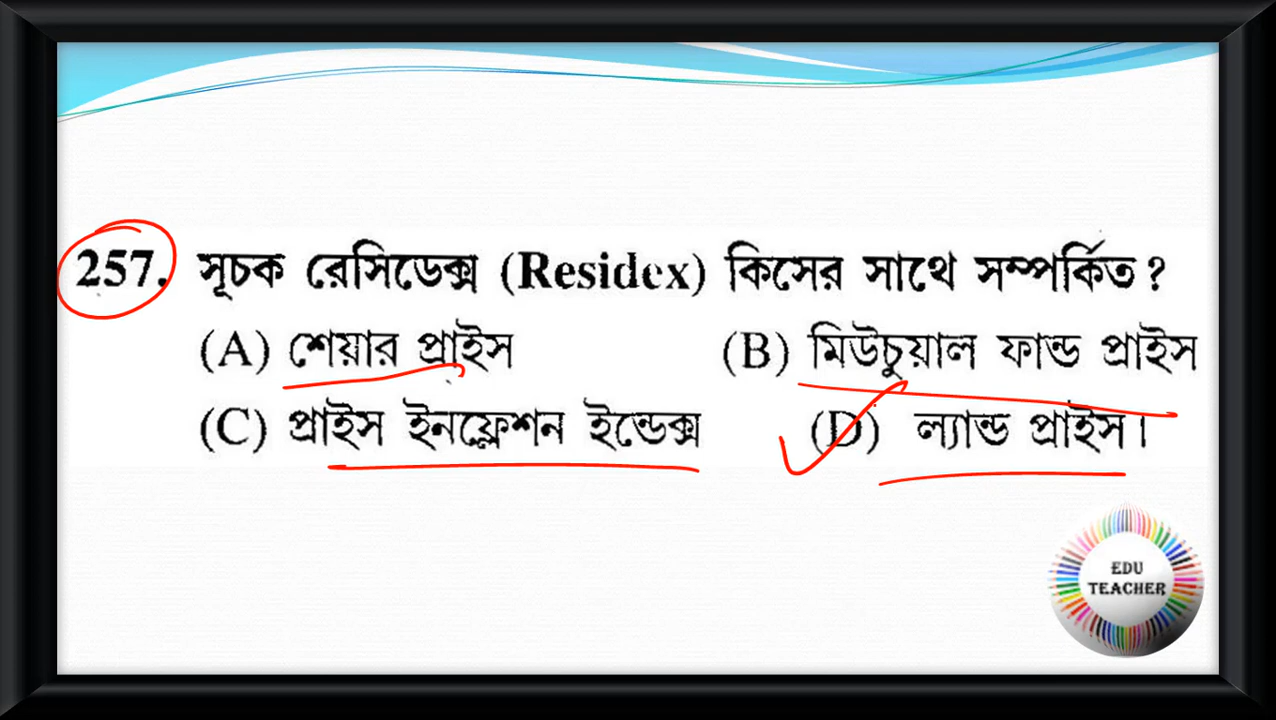 257. সূচক রেসিডেক্স (Residex) কিসের সাথে সম্পর্কিত?
(A) শেয়ার প্রাইস (B) মিউচুয়াল ফান্ড প্রাইস
(C) প্রাইস ইনফ্লেশন ইন্ডেক্স (D) ল্যান্ড প্রাইস।
EDU
TEACHER